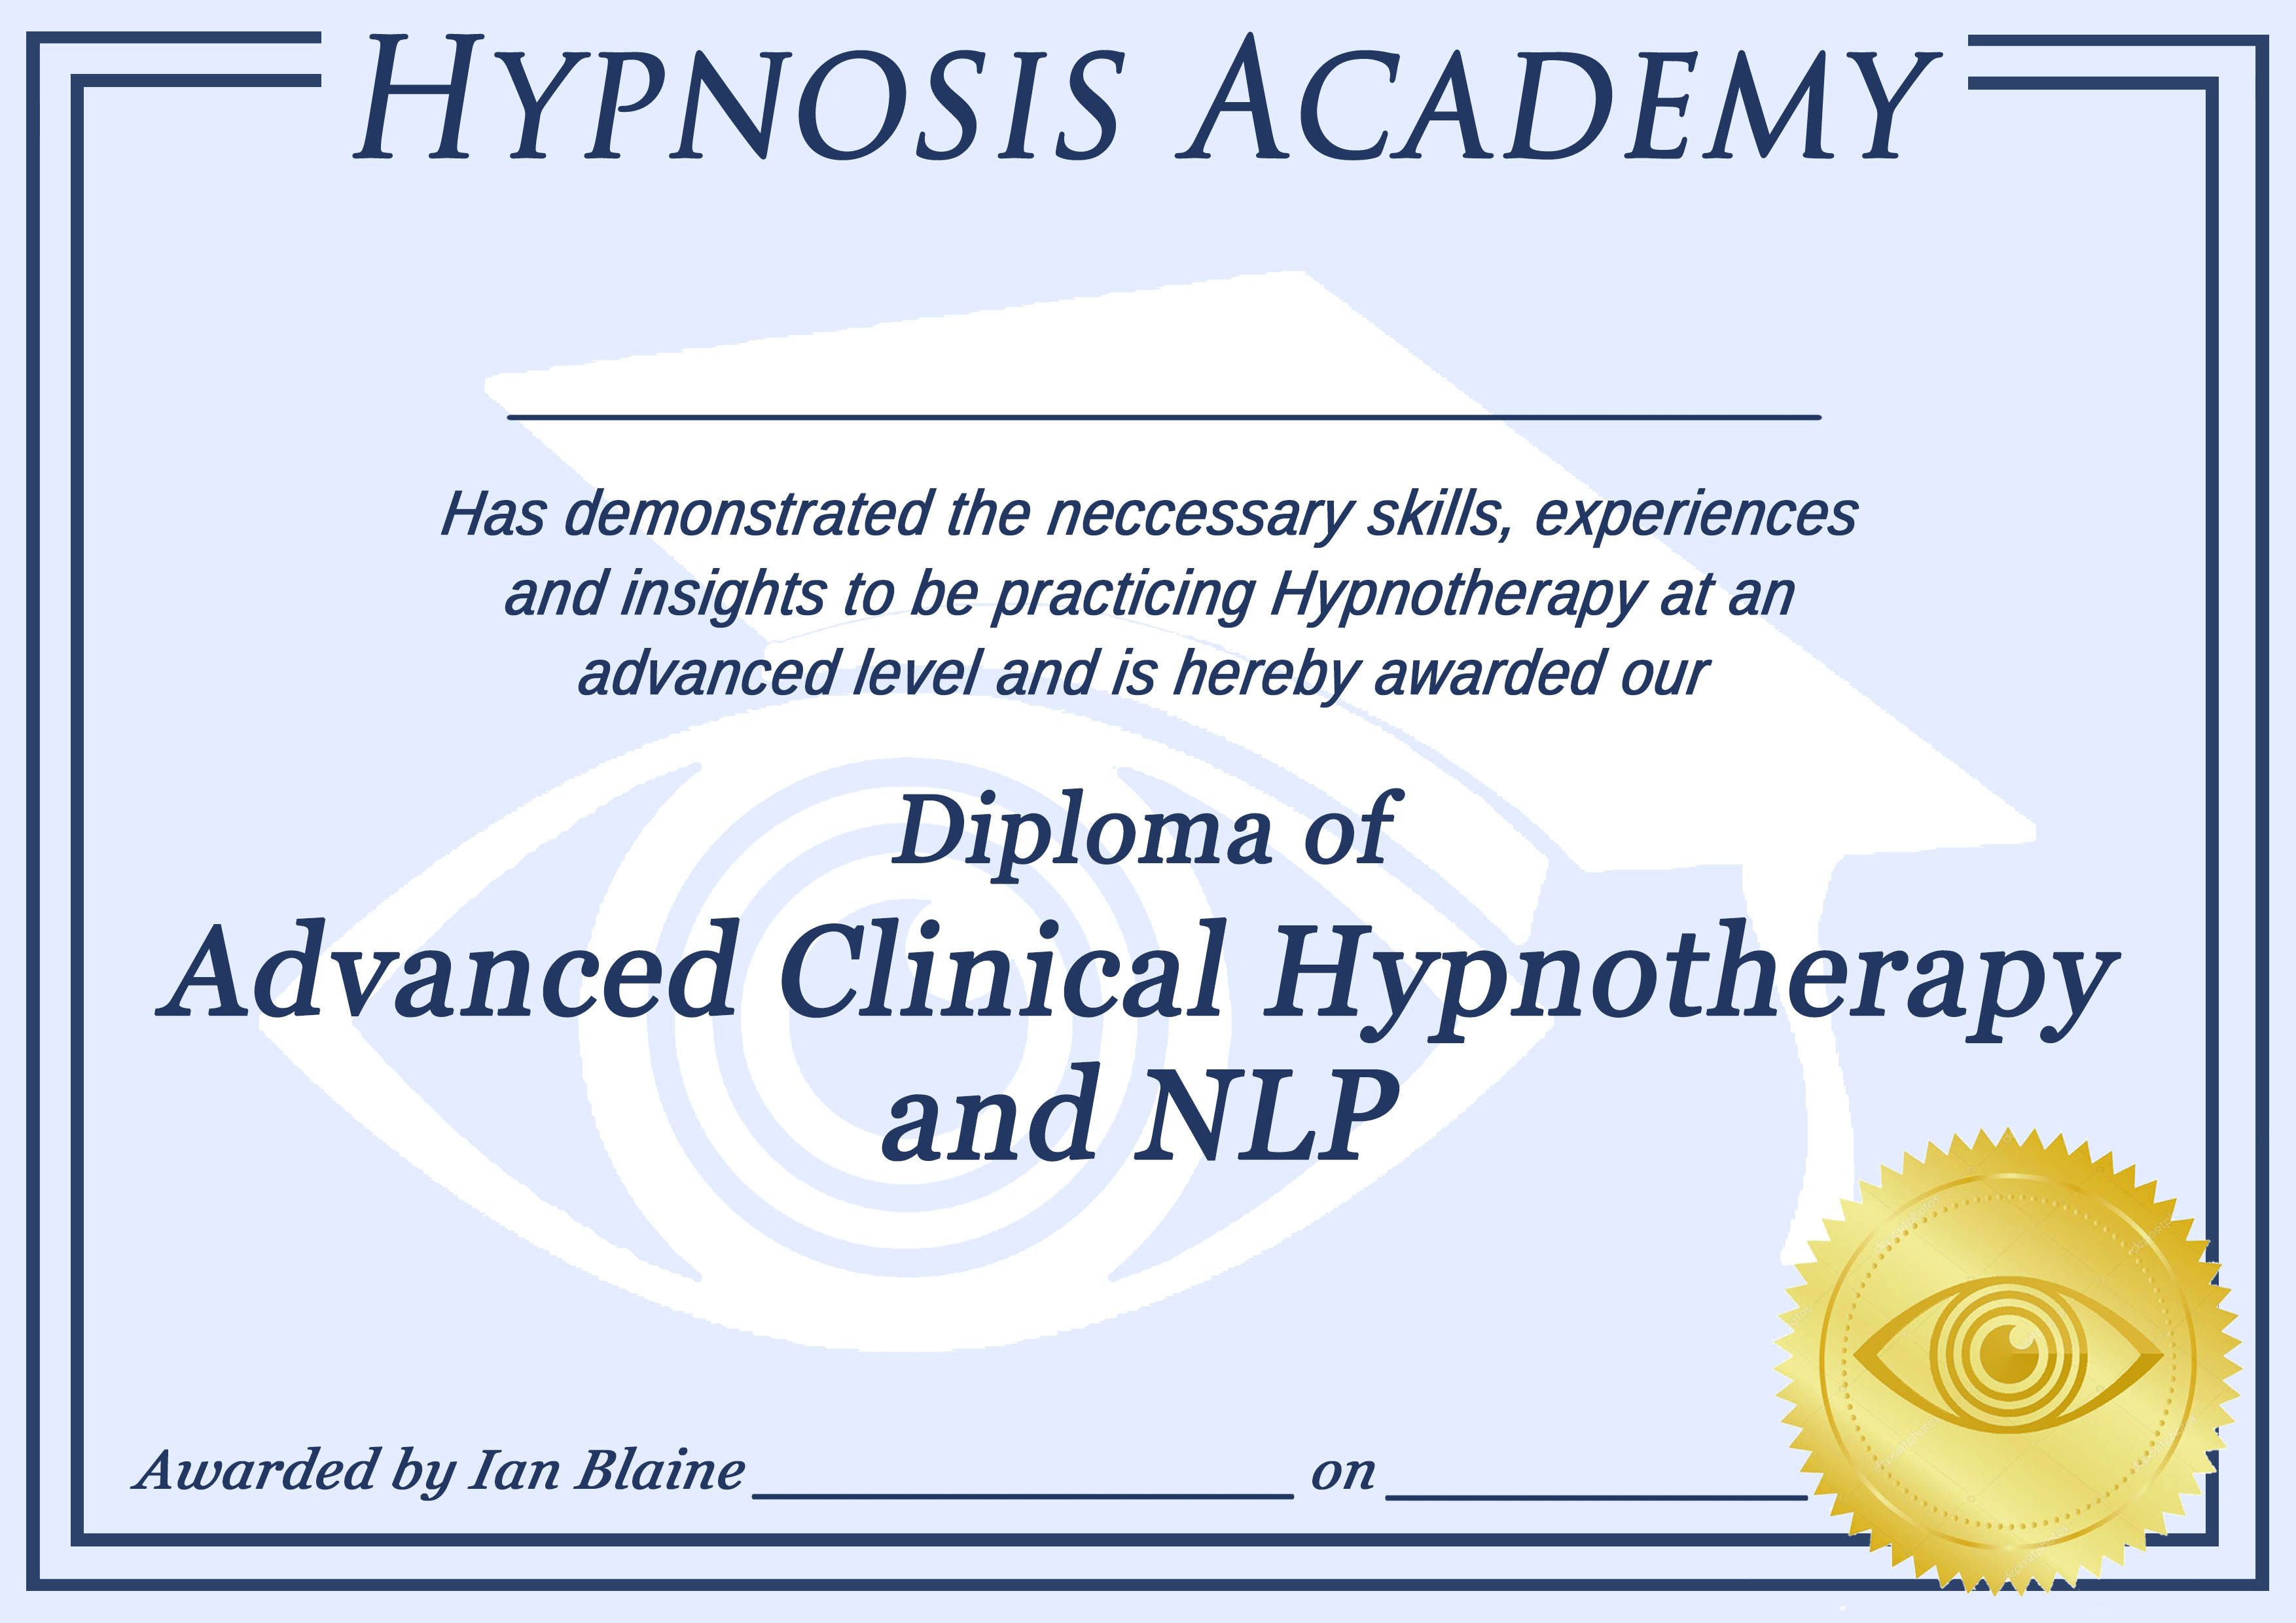 HYPNOSIS ACADEMY
Has demonstrated the neccessary skills, experiences
and insights to be practicing Hypnotherapy at an
advanced level and is hereby awarded our
Diploma of
Advanced Clinical Hypnotherapy
and NLP
Awarded by Ian Blaine on